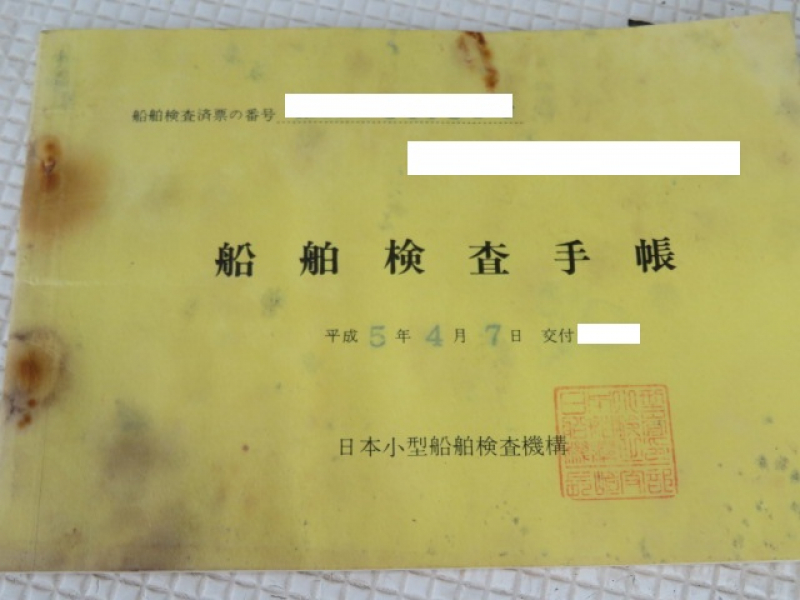 船舶検査済票の番号
船舶検査手帳
平成 5 年 4 月 7 日 交付
日本小型船舶検査機構